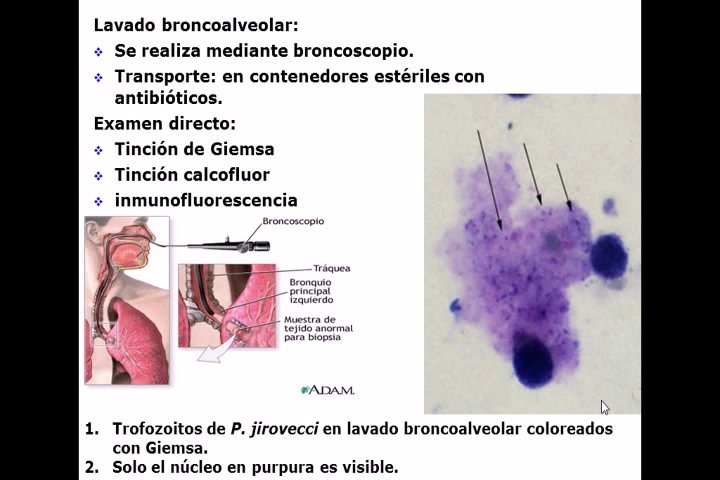 Lavado broncoalveolar:
Se realiza mediante broncoscopio.
Transporte: en contenedores estériles con
antibióticos.
Examen directo:
Tinción de Giemsa
Tinción calcofluor
inmunofluorescencia
Broncoscopio
Tráquea
Bronquio
principal
izquierdo
Muestra de
tejido anormal
para biopsia
A.D.A.M.
1. Trofozoitos de P. jirovecci en lavado broncoalveolar coloreados
con Giemsa.
2. Solo el núcleo en purpura es visible.